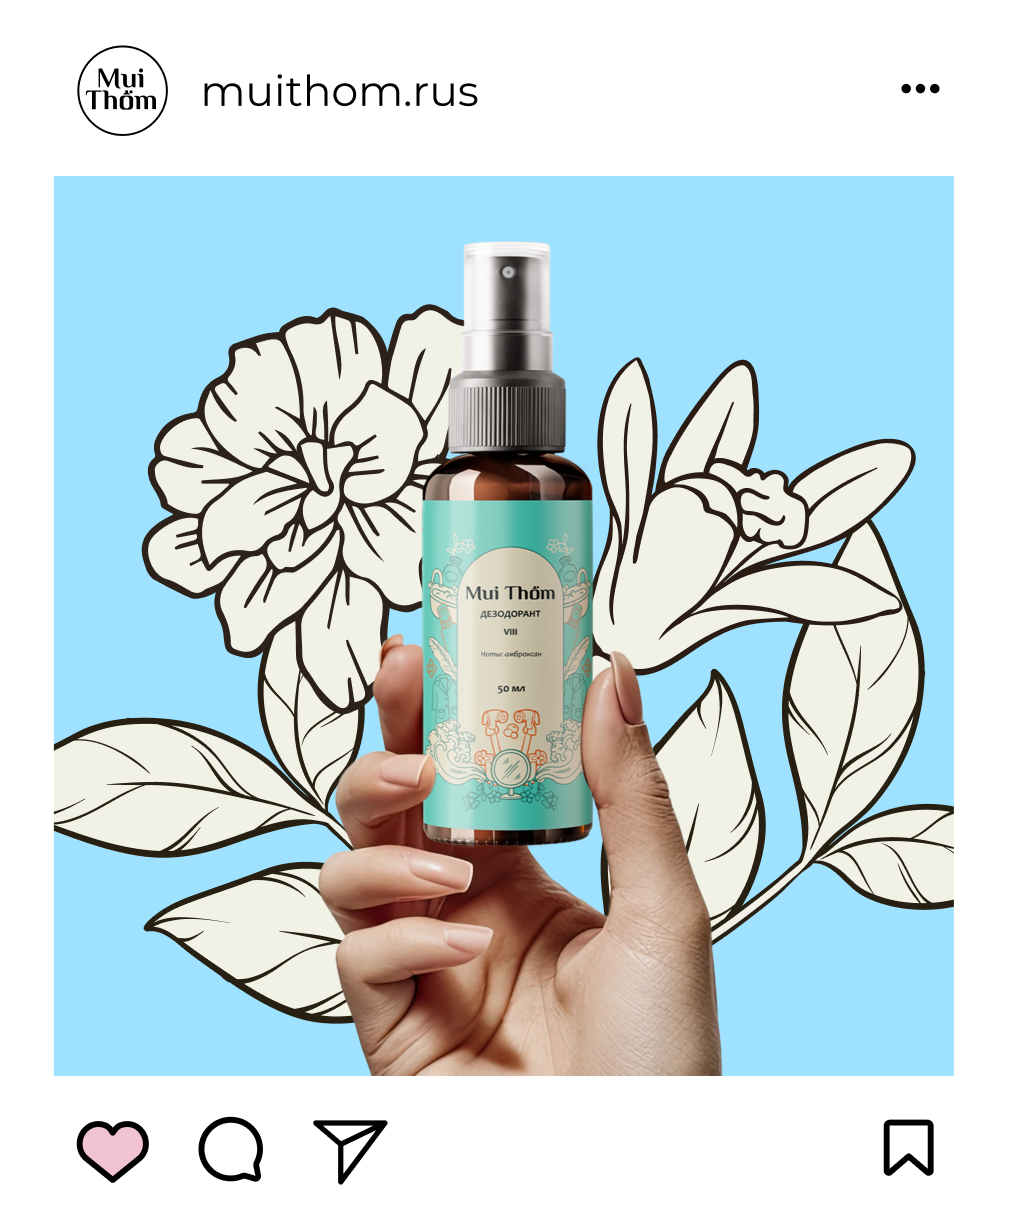 Mui
Thơm
muithom.rus
Mui Thơm
ДЕЗОДОРАНТ
VIII
Ноты: амброксан
50 мл